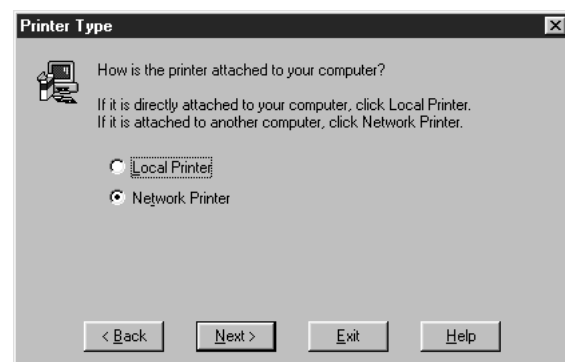 Printer Type
How is the printer attached to your computer?
If it is directly attached to your computer, click Local Printer.
If it is attached to another computer, click Network Printer.
Local Printer
Network Printer
< Back Next > Exit Help